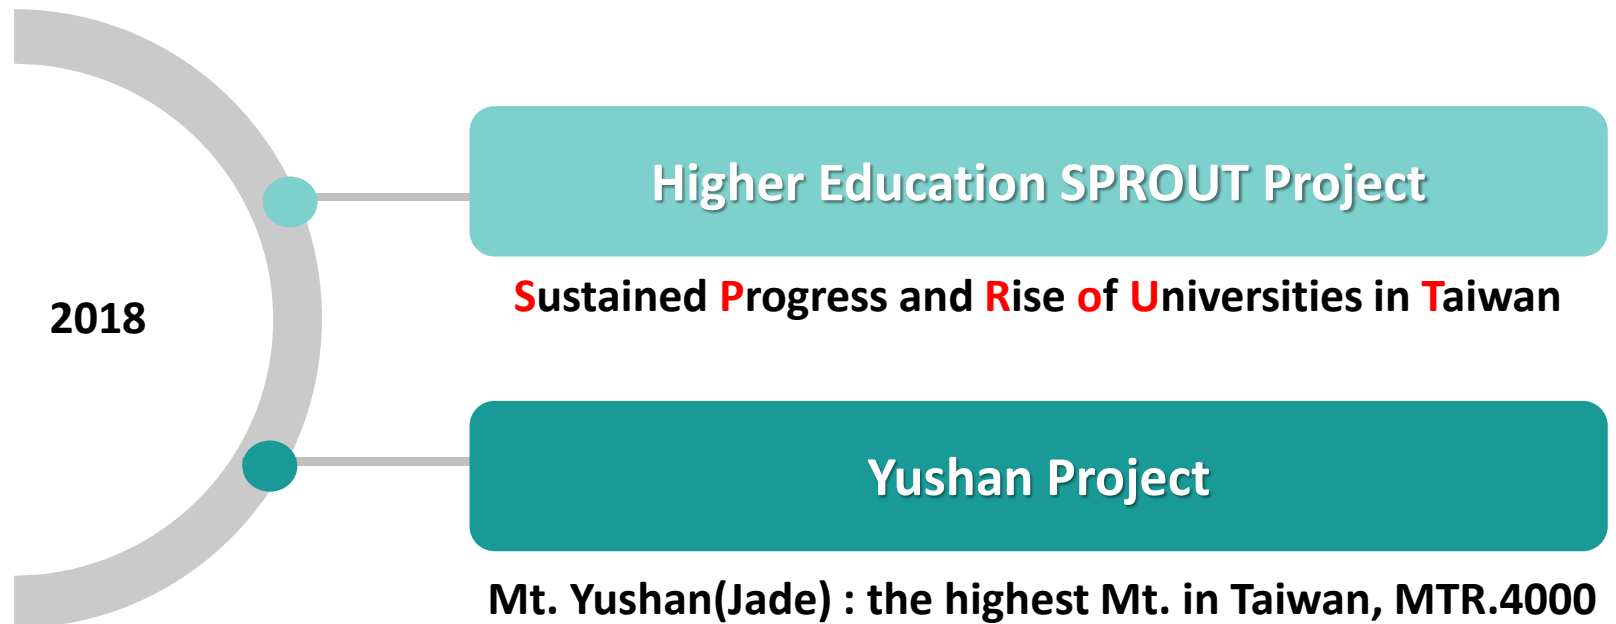 2018
Higher Education SPROUT Project
Sustained Progress and Rise of Universities in Taiwan
Yushan Project
Mt. Yushan(Jade) : the highest Mt. in Taiwan, MTR.4000